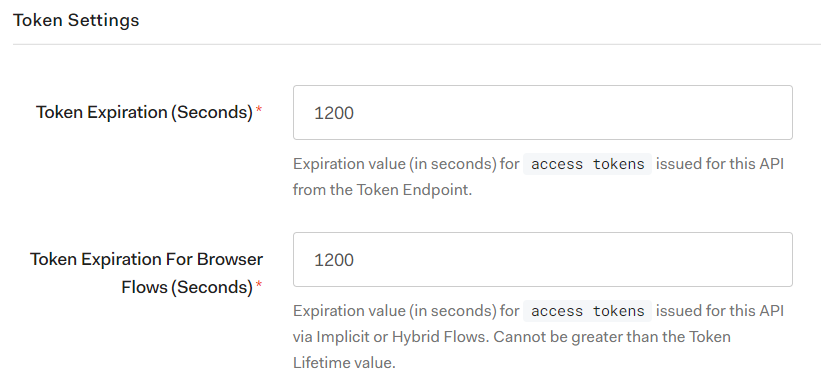 Token Settings
Token Expiration (Seconds) *
1200
Expiration value (in seconds) for access tokens issued for this API
from the Token Endpoint.
Token Expiration For Browser
Flows (Seconds) *
1200
Expiration value (in seconds) for access tokens issued for this API
via Implicit or Hybrid Flows. Cannot be greater than the Token
Lifetime value.